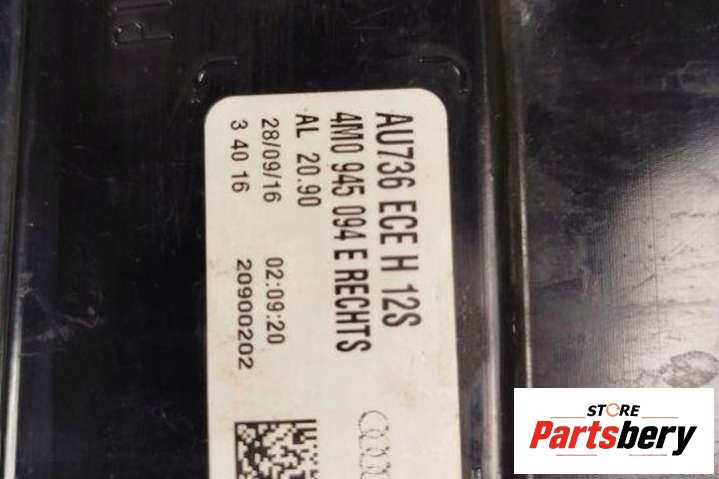 AU736 ECE H 12S
4M0 945 094 E RECHTS
AL 20.90
28/09/16 02:09:20
3 40 16 20900202
STORE
Partsbery